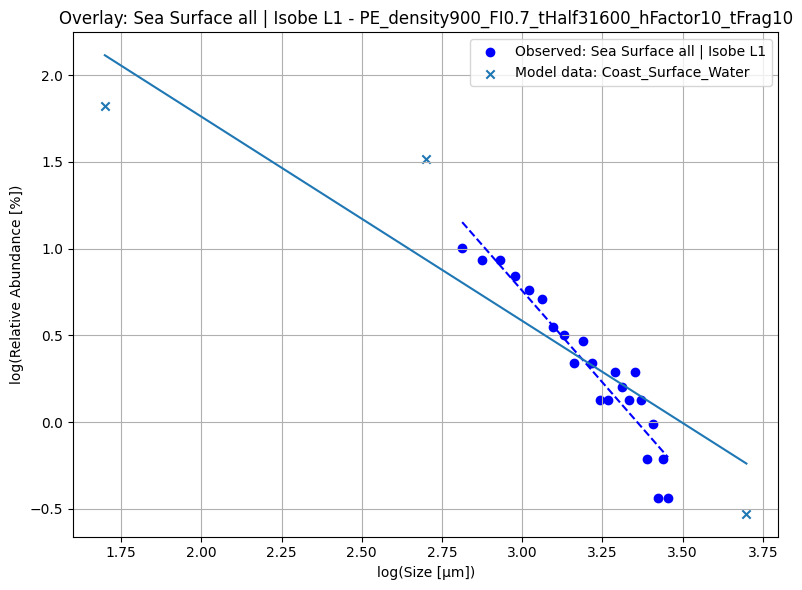 Overlay: Sea Surface all | Isobe L1 - PE_density900_FI0.7_tHalf31600_hFactor10_tFrag10
Observed: Sea Surface all | Isobe L1
Model data: Coast_Surface_Water
log(Relative Abundance [%])
2.0
1.5
1.0
0.5
0.0
−0.5
1.75 2.00 2.25 2.50 2.75 3.00 3.25 3.50 3.75
log(Size [µm])